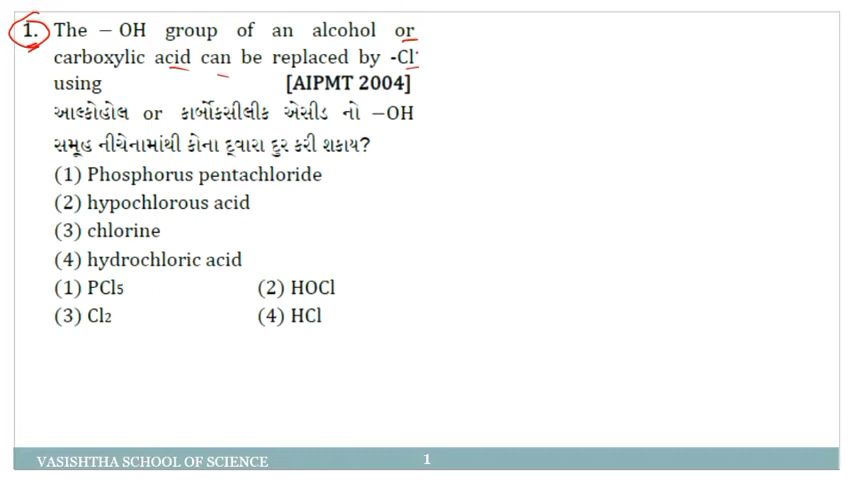 1. The – OH group of an alcohol or
carboxylic acid can be replaced by -Cl
using [AIPMT 2004]
આલ્કોહોલ or કાર્બોકસીલીક એસીડ નો –OH
સમૂહ નીચેનામાંથી કોના દ્વારા દુર કરી શકાય?
(1) Phosphorus pentachloride
(2) hypochlorous acid
(3) chlorine
(4) hydrochloric acid
(1) PCl5 (2) HOCl
(3) Cl2 (4) HCl
VASISHTHA SCHOOL OF SCIENCE 1